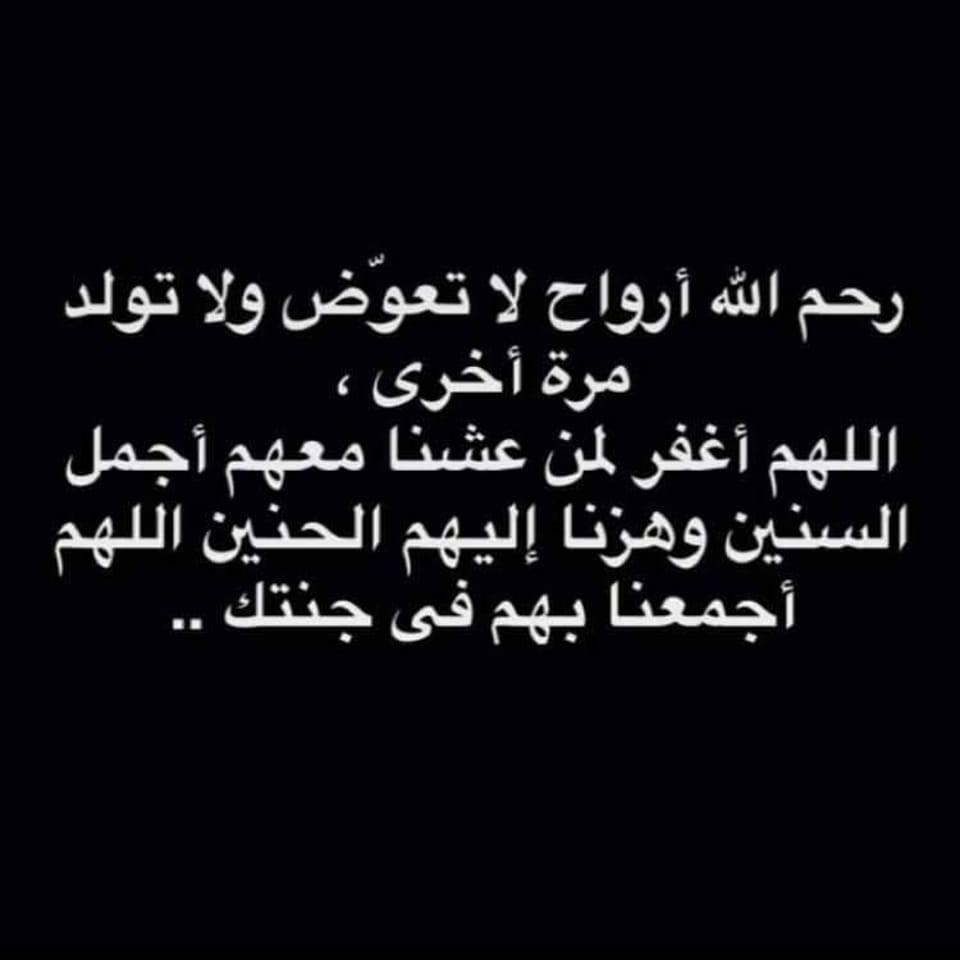 رحم الله أرواح لا تعوّض ولا تولد
مرة أخرى ،
اللهم أغفر لمن عشنا معهم أجمل
السنين وهزنا إليهم الحنين اللهم
أجمعنا بهم فى جنتك ..